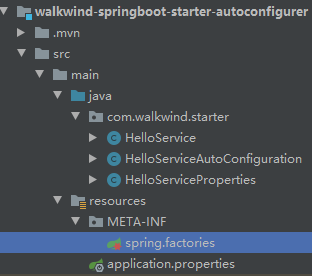 walkwind-springboot-starter-autoconfigurer
.mvn
src
main
java
com.walkwind.starter
HelloService
HelloServiceAutoConfiguration
HelloServiceProperties
resources
META-INF
spring.factories
application.properties